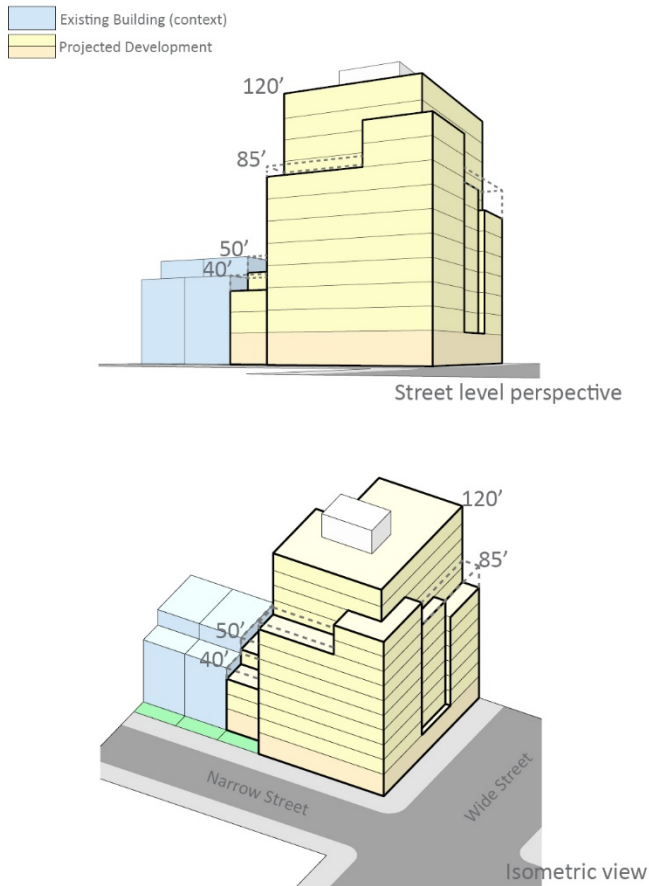 Existing Building (context)
Projected Development
120’
85’
50’
40’
Street level perspective
120’
85’
50’
40’
Narrow Street
Wide Street
Isometric view